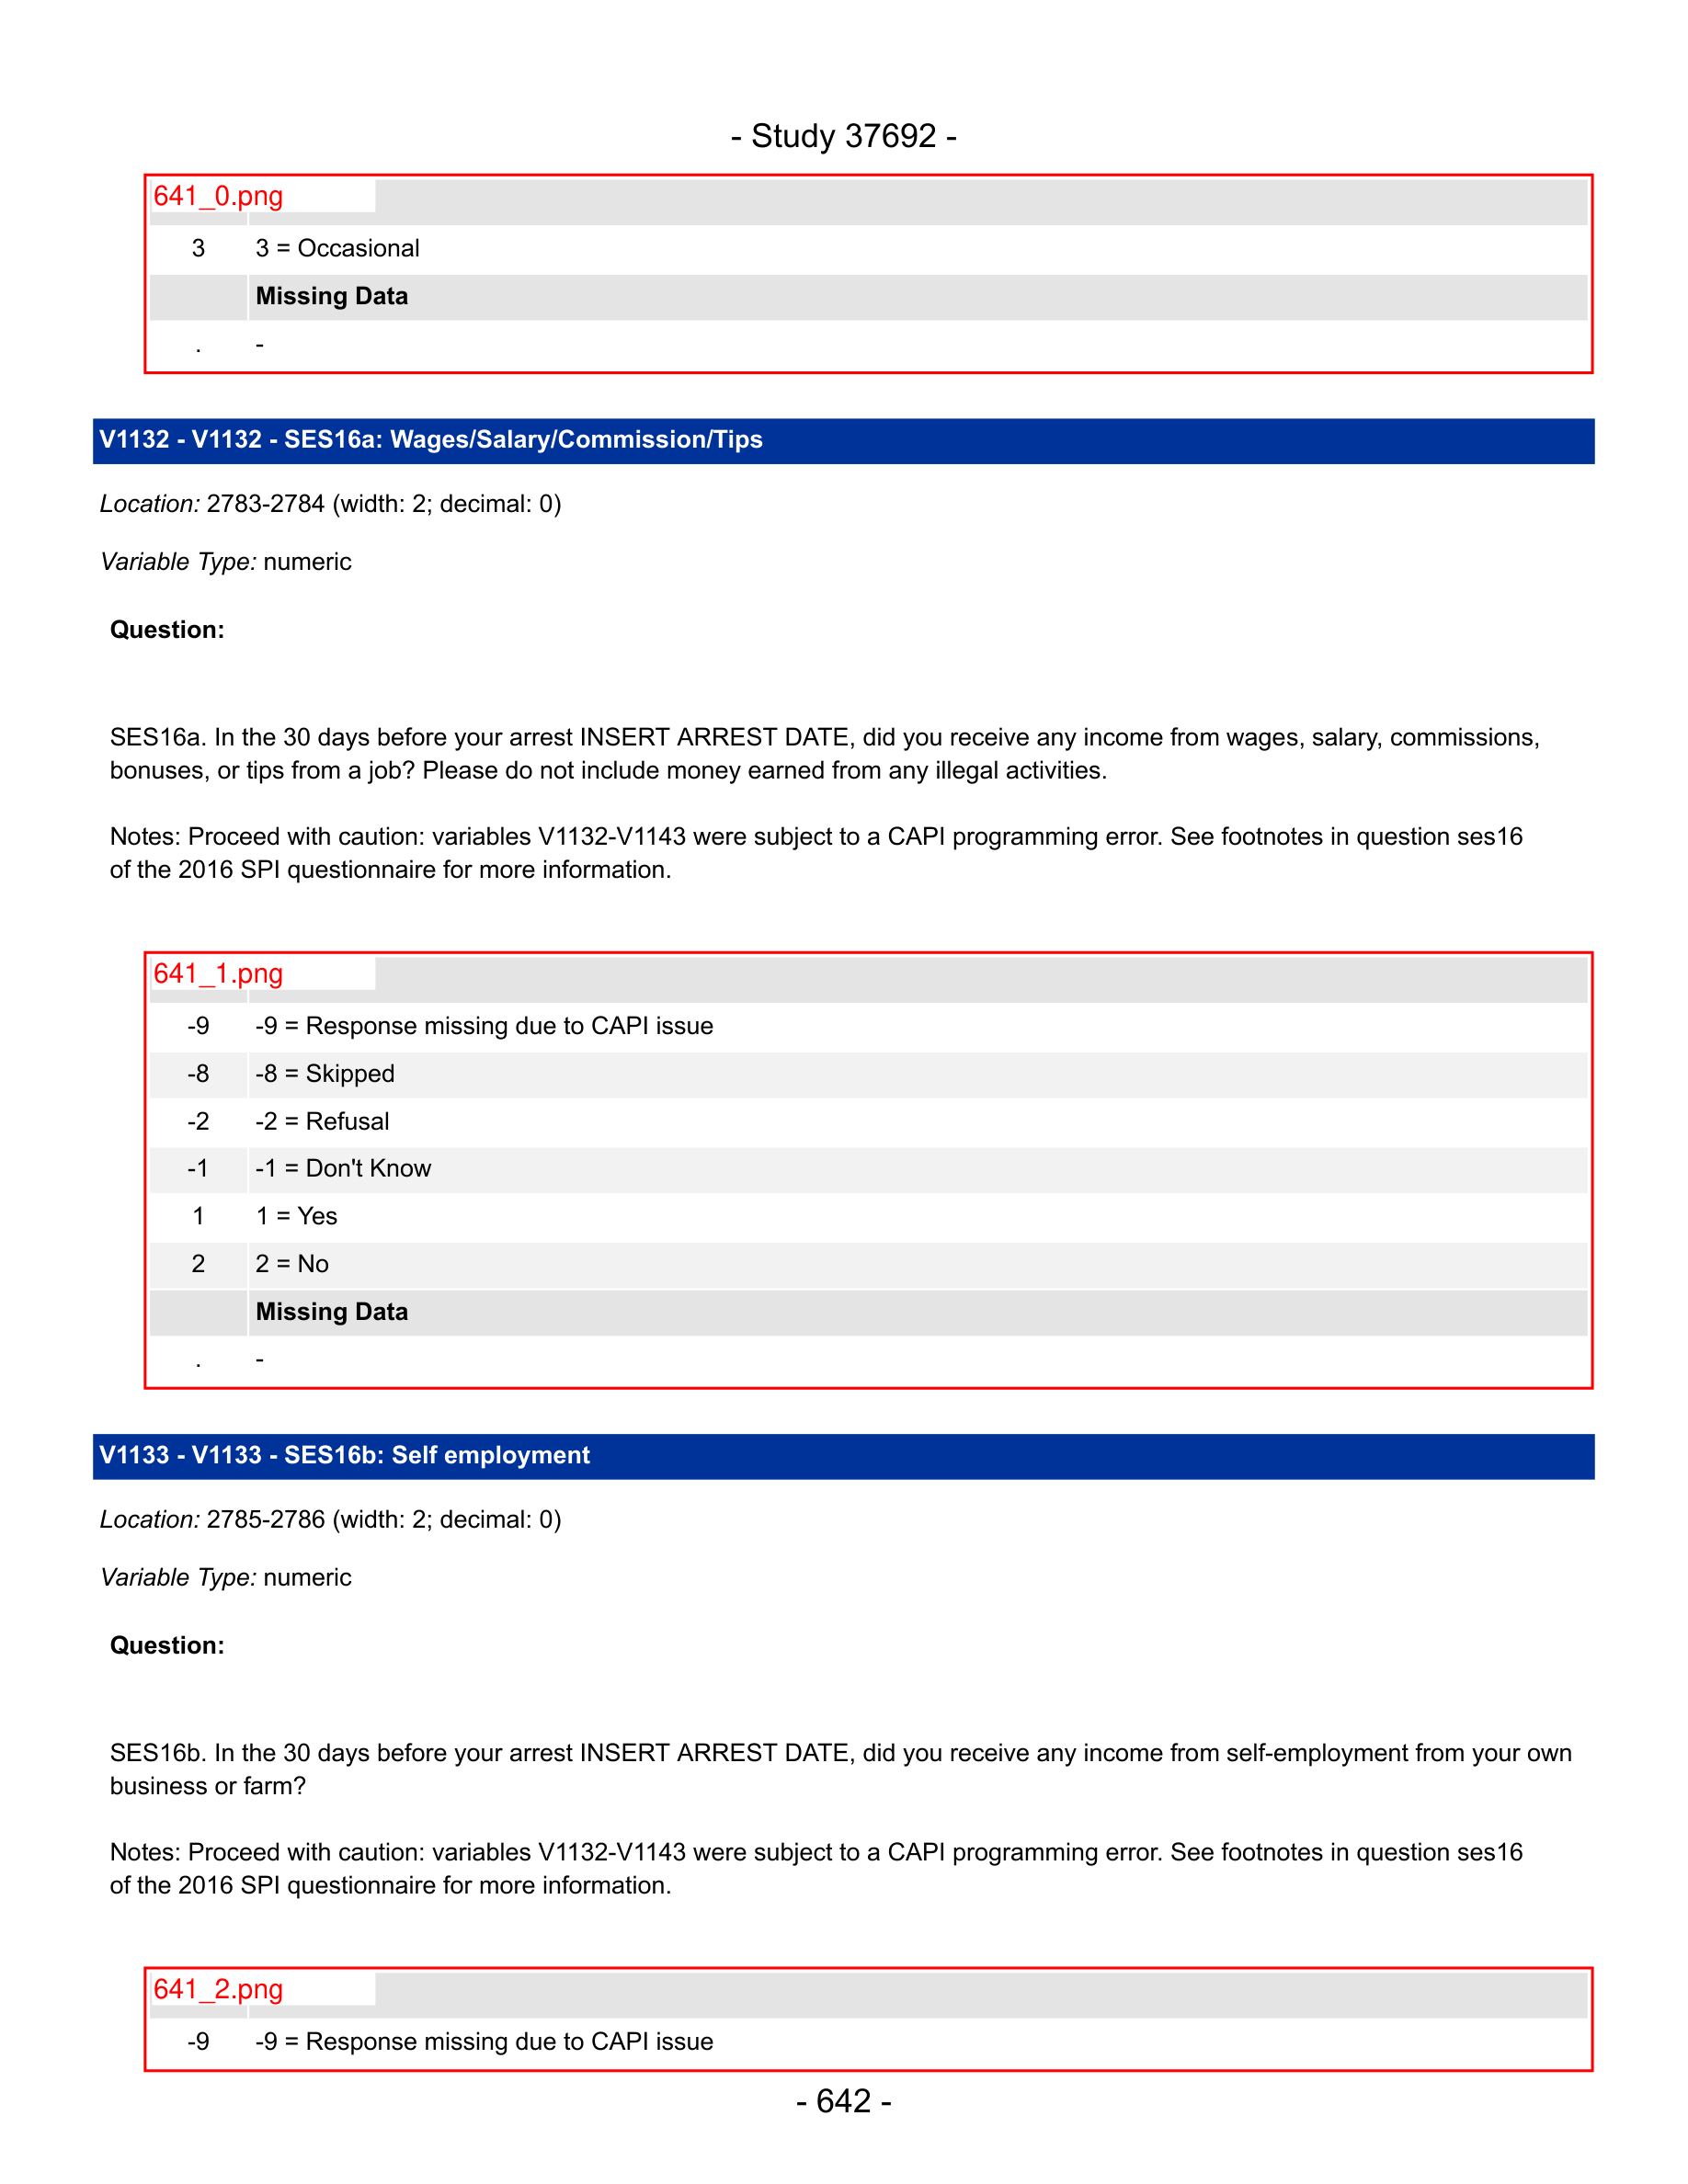 - Study 37692 -
641_0.png
3 3 = Occasional
Missing Data
. -
V1132 - V1132 - SES16a: Wages/Salary/Commission/Tips
Location: 2783-2784 (width: 2; decimal: 0)
Variable Type: numeric
Question:
SES16a. In the 30 days before your arrest INSERT ARREST DATE, did you receive any income from wages, salary, commissions,
bonuses, or tips from a job? Please do not include money earned from any illegal activities.
Notes: Proceed with caution: variables V1132-V1143 were subject to a CAPI programming error. See footnotes in question ses16
of the 2016 SPI questionnaire for more information.
641_1.png
-9 -9 = Response missing due to CAPI issue
-8 -8 = Skipped
-2 -2 = Refusal
-1 -1 = Don't Know
1 1 = Yes
2 2 = No
Missing Data
. -
V1133 - V1133 - SES16b: Self employment
Location: 2785-2786 (width: 2; decimal: 0)
Variable Type: numeric
Question:
SES16b. In the 30 days before your arrest INSERT ARREST DATE, did you receive any income from self-employment from your own
business or farm?
Notes: Proceed with caution: variables V1132-V1143 were subject to a CAPI programming error. See footnotes in question ses16
of the 2016 SPI questionnaire for more information.
641_2.png
-9 -9 = Response missing due to CAPI issue
- 642 -